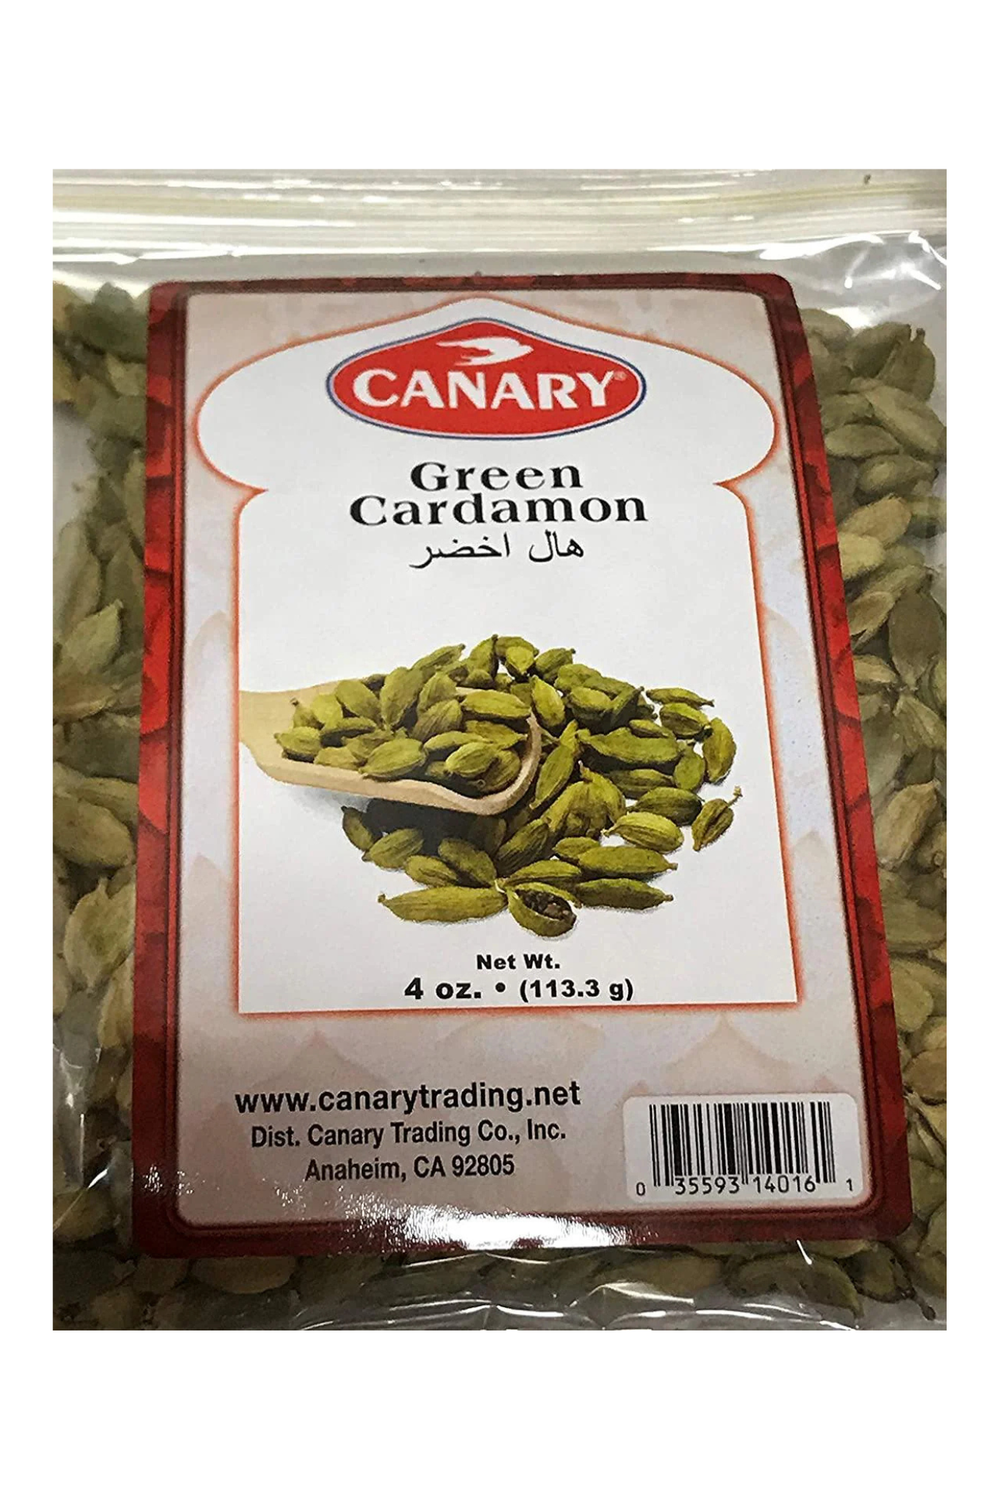 CANARY®
Green
Cardamon
هال اخضر
Net Wt.
4 oz. • (113.3 g)
www.canarytrading.net
Dist. Canary Trading Co., Inc.
Anaheim, CA 92805
0 35593 14016 1